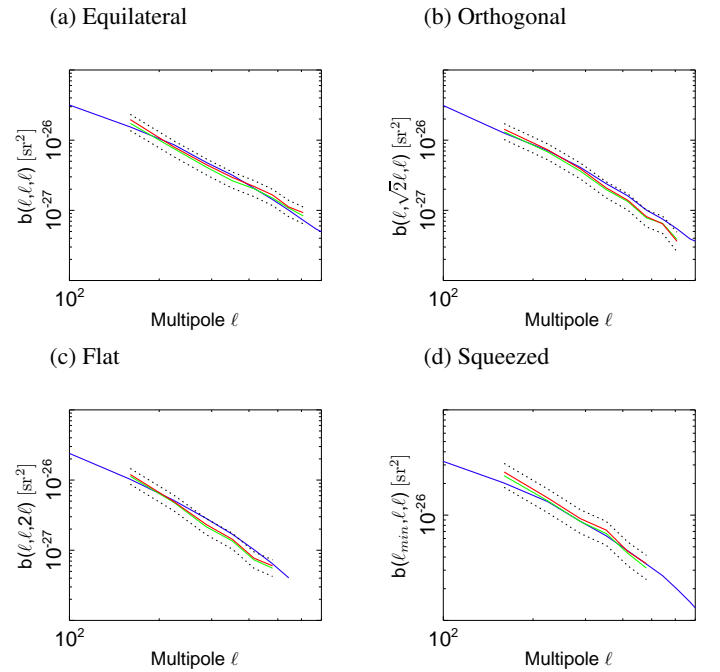 (a) Equilateral
(b) Orthogonal
b(ℓ,ℓ,ℓ) [sr²]
10⁻²⁶
10⁻²⁷
10²
Multipole ℓ
b(ℓ,√2ℓ,ℓ) [sr²]
10⁻²⁶
10⁻²⁷
10²
Multipole ℓ
(c) Flat
(d) Squeezed
b(ℓ,ℓ,2ℓ) [sr²]
10⁻²⁶
10⁻²⁷
10²
Multipole ℓ
b(ℓ_min,ℓ,ℓ) [sr²]
10⁻²⁶
10²
Multipole ℓ